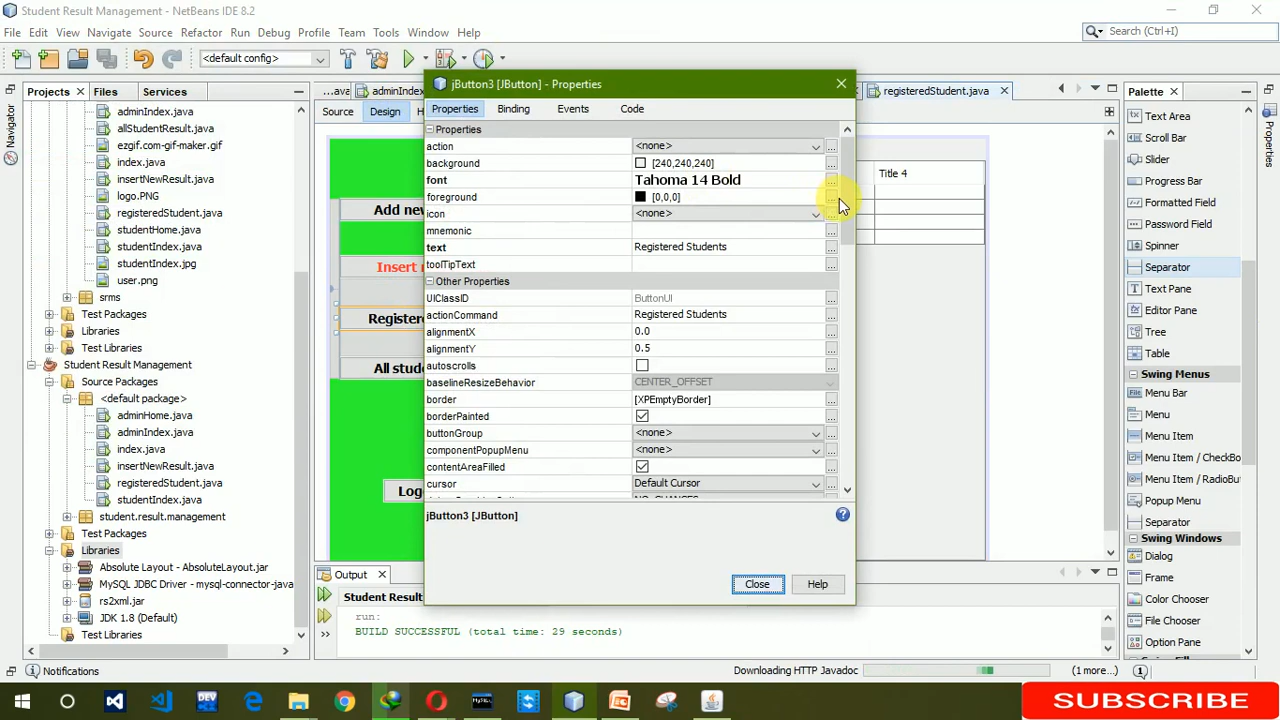 Student Result Management - NetBeans IDE 8.2
File Edit View Navigate Source Refactor Run Debug Profile Team Tools Window Help
Search (Ctrl+I)
<default config>
Projects Files Services
Navigator
adminIndex.java
allStudentResult.java
ezgif.com-gif-maker.gif
index.java
insertNewResult.java
logo.PNG
registeredStudent.java
studentHome.java
studentIndex.java
studentIndex.jpg
user.png
srms
Test Packages
Libraries
Test Libraries
Student Result Management
Source Packages
<default package>
adminHome.java
adminIndex.java
index.java
insertNewResult.java
registeredStudent.java
studentIndex.java
student.result.management
Test Packages
Libraries
Absolute Layout - AbsoluteLayout.jar
MySQL JDBC Driver - mysql-connector-java
rs2xml.jar
JDK 1.8 (Default)
Test Libraries
...ava adminIndex registeredStudent.java
Source Design H
Add new
Insert
Registere
All stude
Log
Title 4
jButton3 [JButton] - Properties
Properties Binding Events Code
Properties
action <none> ...
background [240,240,240] ...
font Tahoma 14 Bold ...
foreground [0,0,0] ...
icon <none> ...
mnemonic ...
text Registered Students ...
toolTipText ...
Other Properties
UIClassID ButtonUI ...
actionCommand Registered Students ...
alignmentX 0.0 ...
alignmentY 0.5 ...
autoscrolls ...
baselineResizeBehavior CENTER_OFFSET ...
border [XPEmptyBorder] ...
borderPainted ...
buttonGroup <none> ...
componentPopupMenu <none> ...
contentAreaFilled ...
cursor Default Cursor ...
jButton3 [JButton]
Close Help
Output
Student Resul
run:
BUILD SUCCESSFUL (total time: 29 seconds)
Palette
Text Area
Scroll Bar
Slider
Progress Bar
Formatted Field
Password Field
Spinner
Separator
Text Pane
Editor Pane
Tree
Table
Swing Menus
Menu Bar
Menu
Menu Item
Menu Item / CheckBo
Menu Item / RadioBut
Popup Menu
Separator
Swing Windows
Dialog
Frame
Color Chooser
File Chooser
Option Pane
Properties
Notifications
Downloading HTTP Javadoc
(1 more...)
SUBSCRIBE